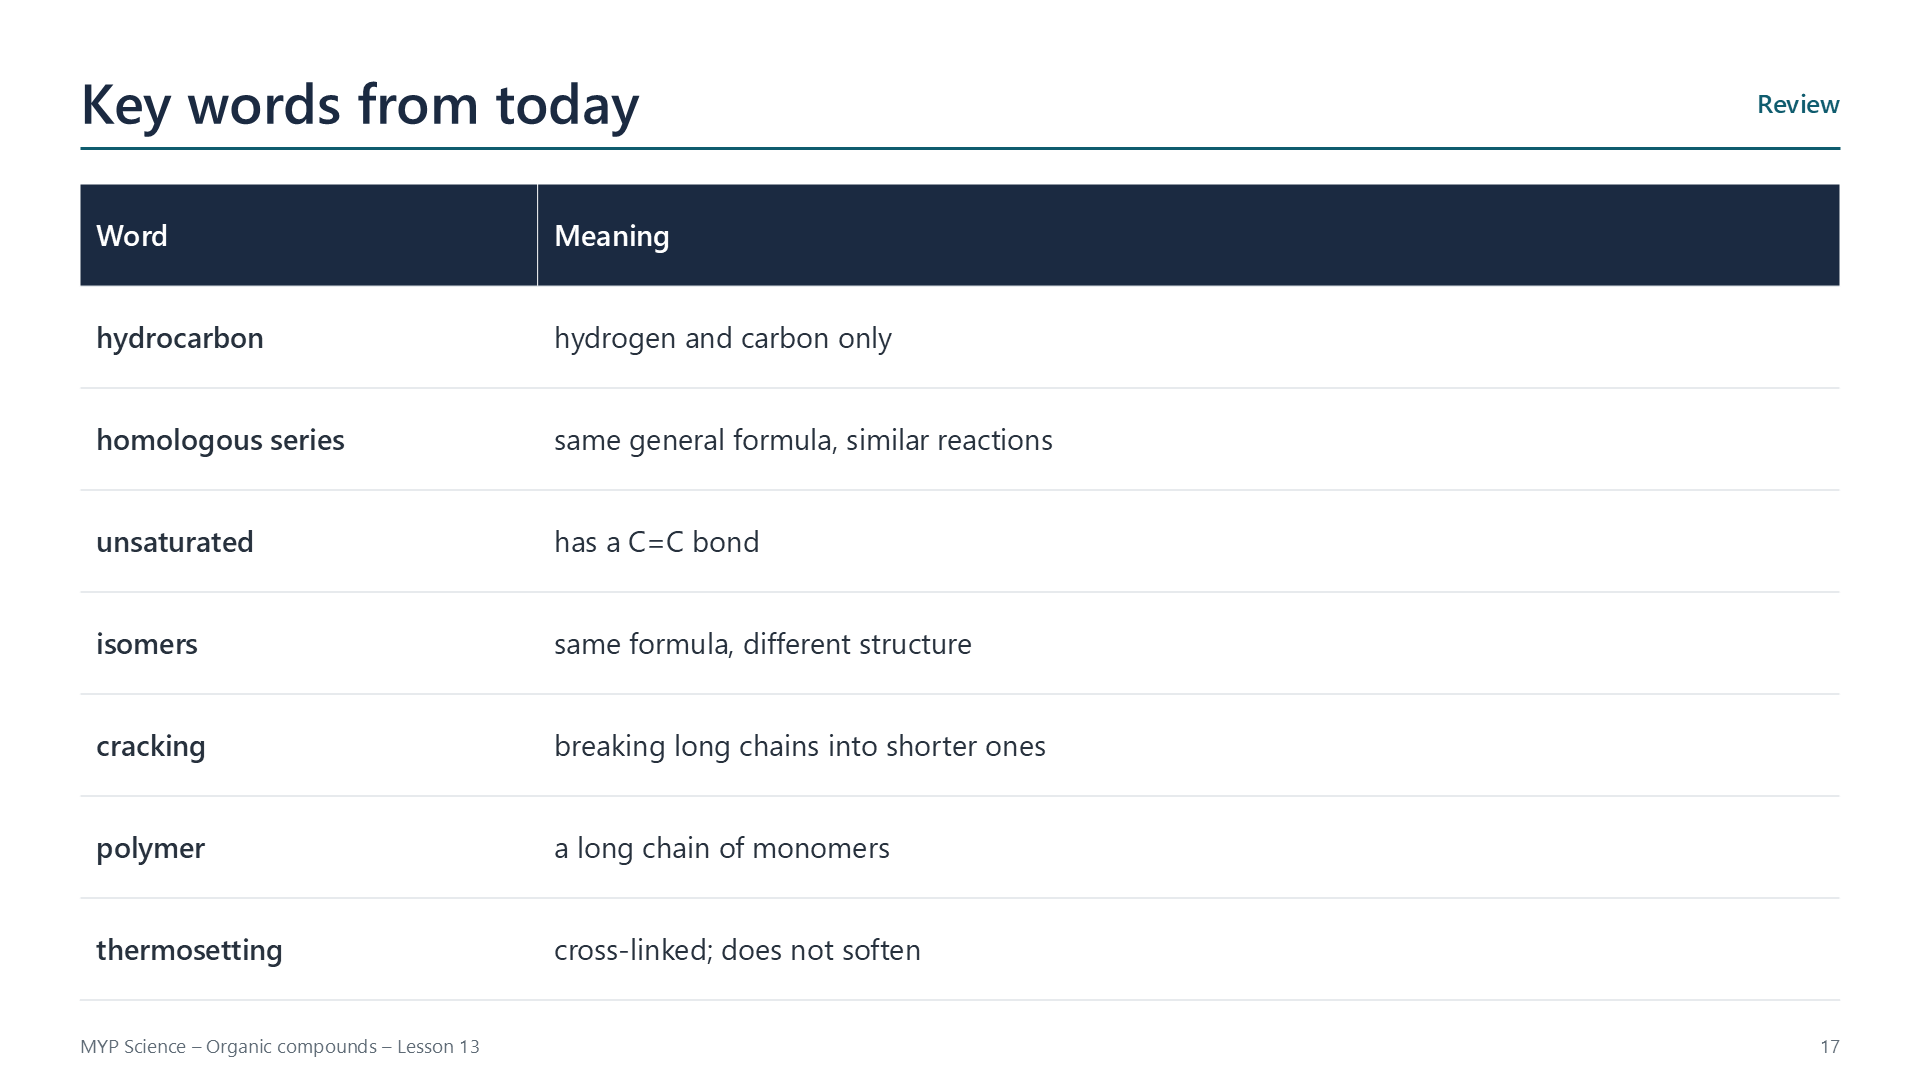 Key words from today
Review
Word Meaning
hydrocarbon hydrogen and carbon only
homologous series same general formula, similar reactions
unsaturated has a C=C bond
isomers same formula, different structure
cracking breaking long chains into shorter ones
polymer a long chain of monomers
thermosetting cross-linked; does not soften
MYP Science – Organic compounds – Lesson 13
17